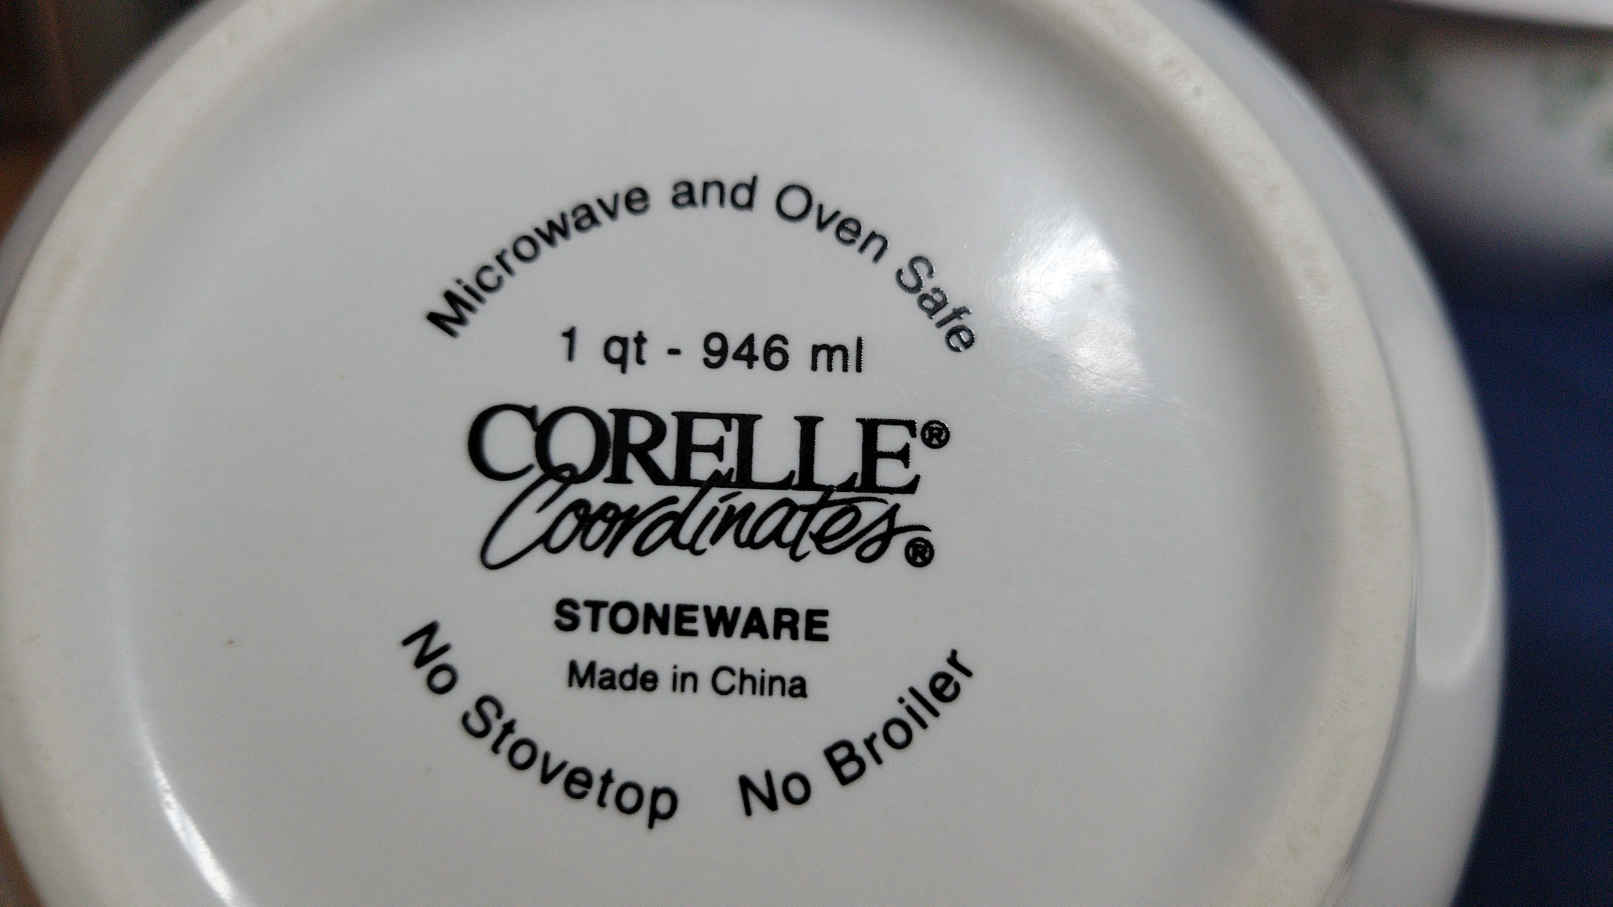 Microwave and Oven Safe
1 qt - 946 ml
CORELLE®
Coordinates®
STONEWARE
Made in China
No Stovetop No Broiler